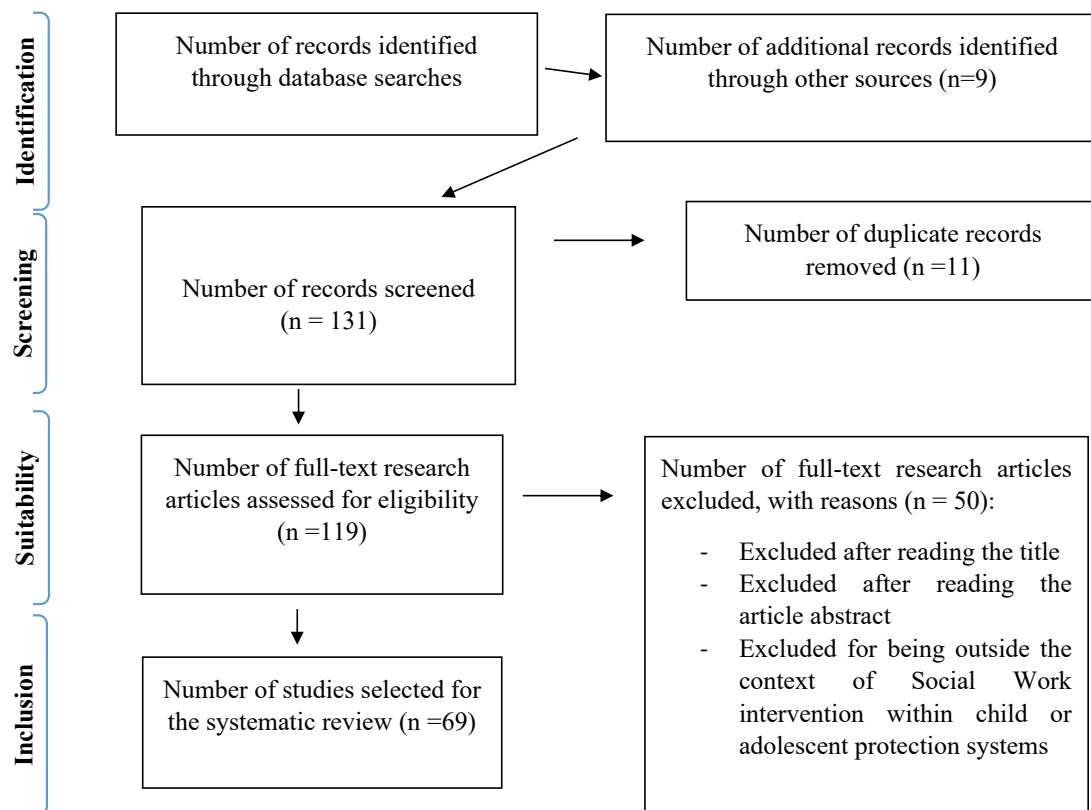 Identification
Number of records identified
through database searches
Number of additional records identified
through other sources (n=9)
Screening
Number of records screened
(n = 131)
Number of duplicate records
removed (n =11)
Suitability
Number of full-text research
articles assessed for eligibility
(n =119)
Number of full-text research articles
excluded, with reasons (n = 50):
- Excluded after reading the title
- Excluded after reading the
article abstract
- Excluded for being outside the
context of Social Work
intervention within child or
adolescent protection systems
Inclusion
Number of studies selected for
the systematic review (n =69)